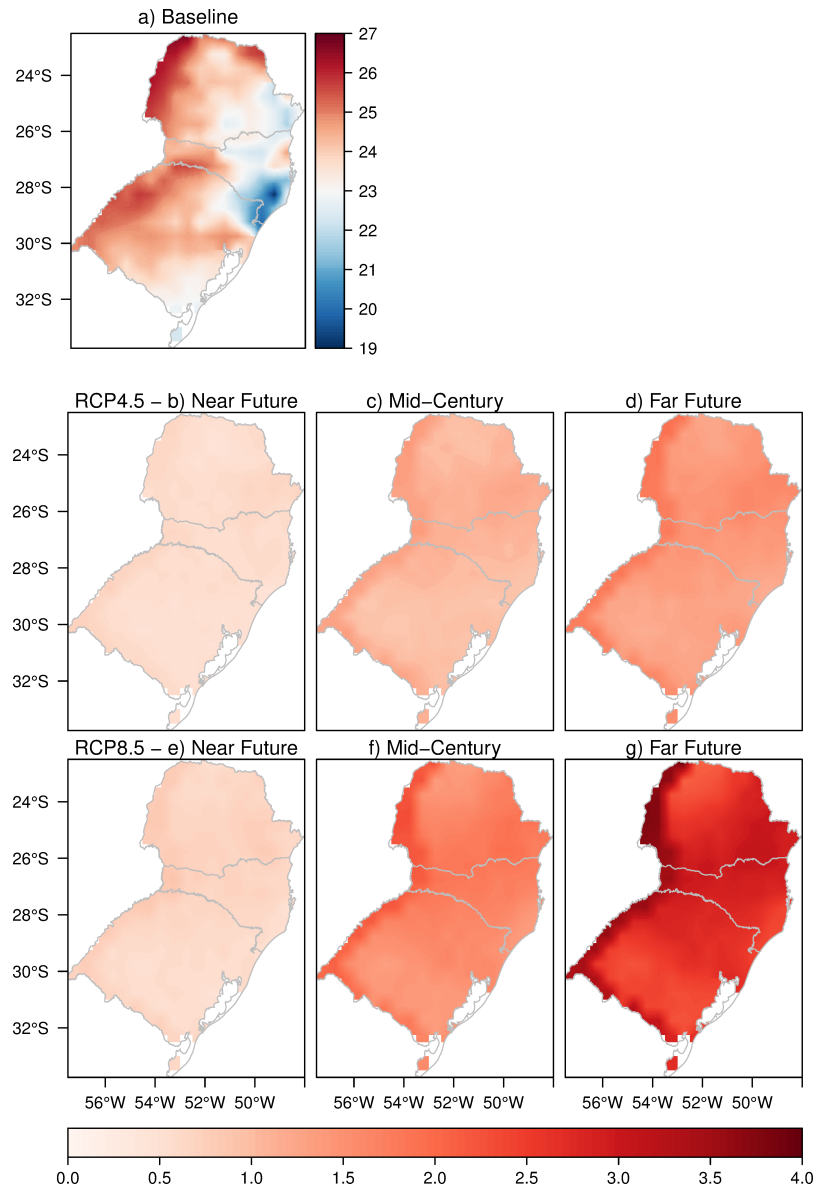 a) Baseline
27
26
25
24
23
22
21
20
19
24°S
26°S
28°S
30°S
32°S
RCP4.5 − b) Near Future
c) Mid−Century
d) Far Future
24°S
26°S
28°S
30°S
32°S
RCP8.5 − e) Near Future
f) Mid−Century
g) Far Future
24°S
26°S
28°S
30°S
32°S
56°W 54°W 52°W 50°W 56°W 54°W 52°W 50°W 56°W 54°W 52°W 50°W
0.0 0.5 1.0 1.5 2.0 2.5 3.0 3.5 4.0